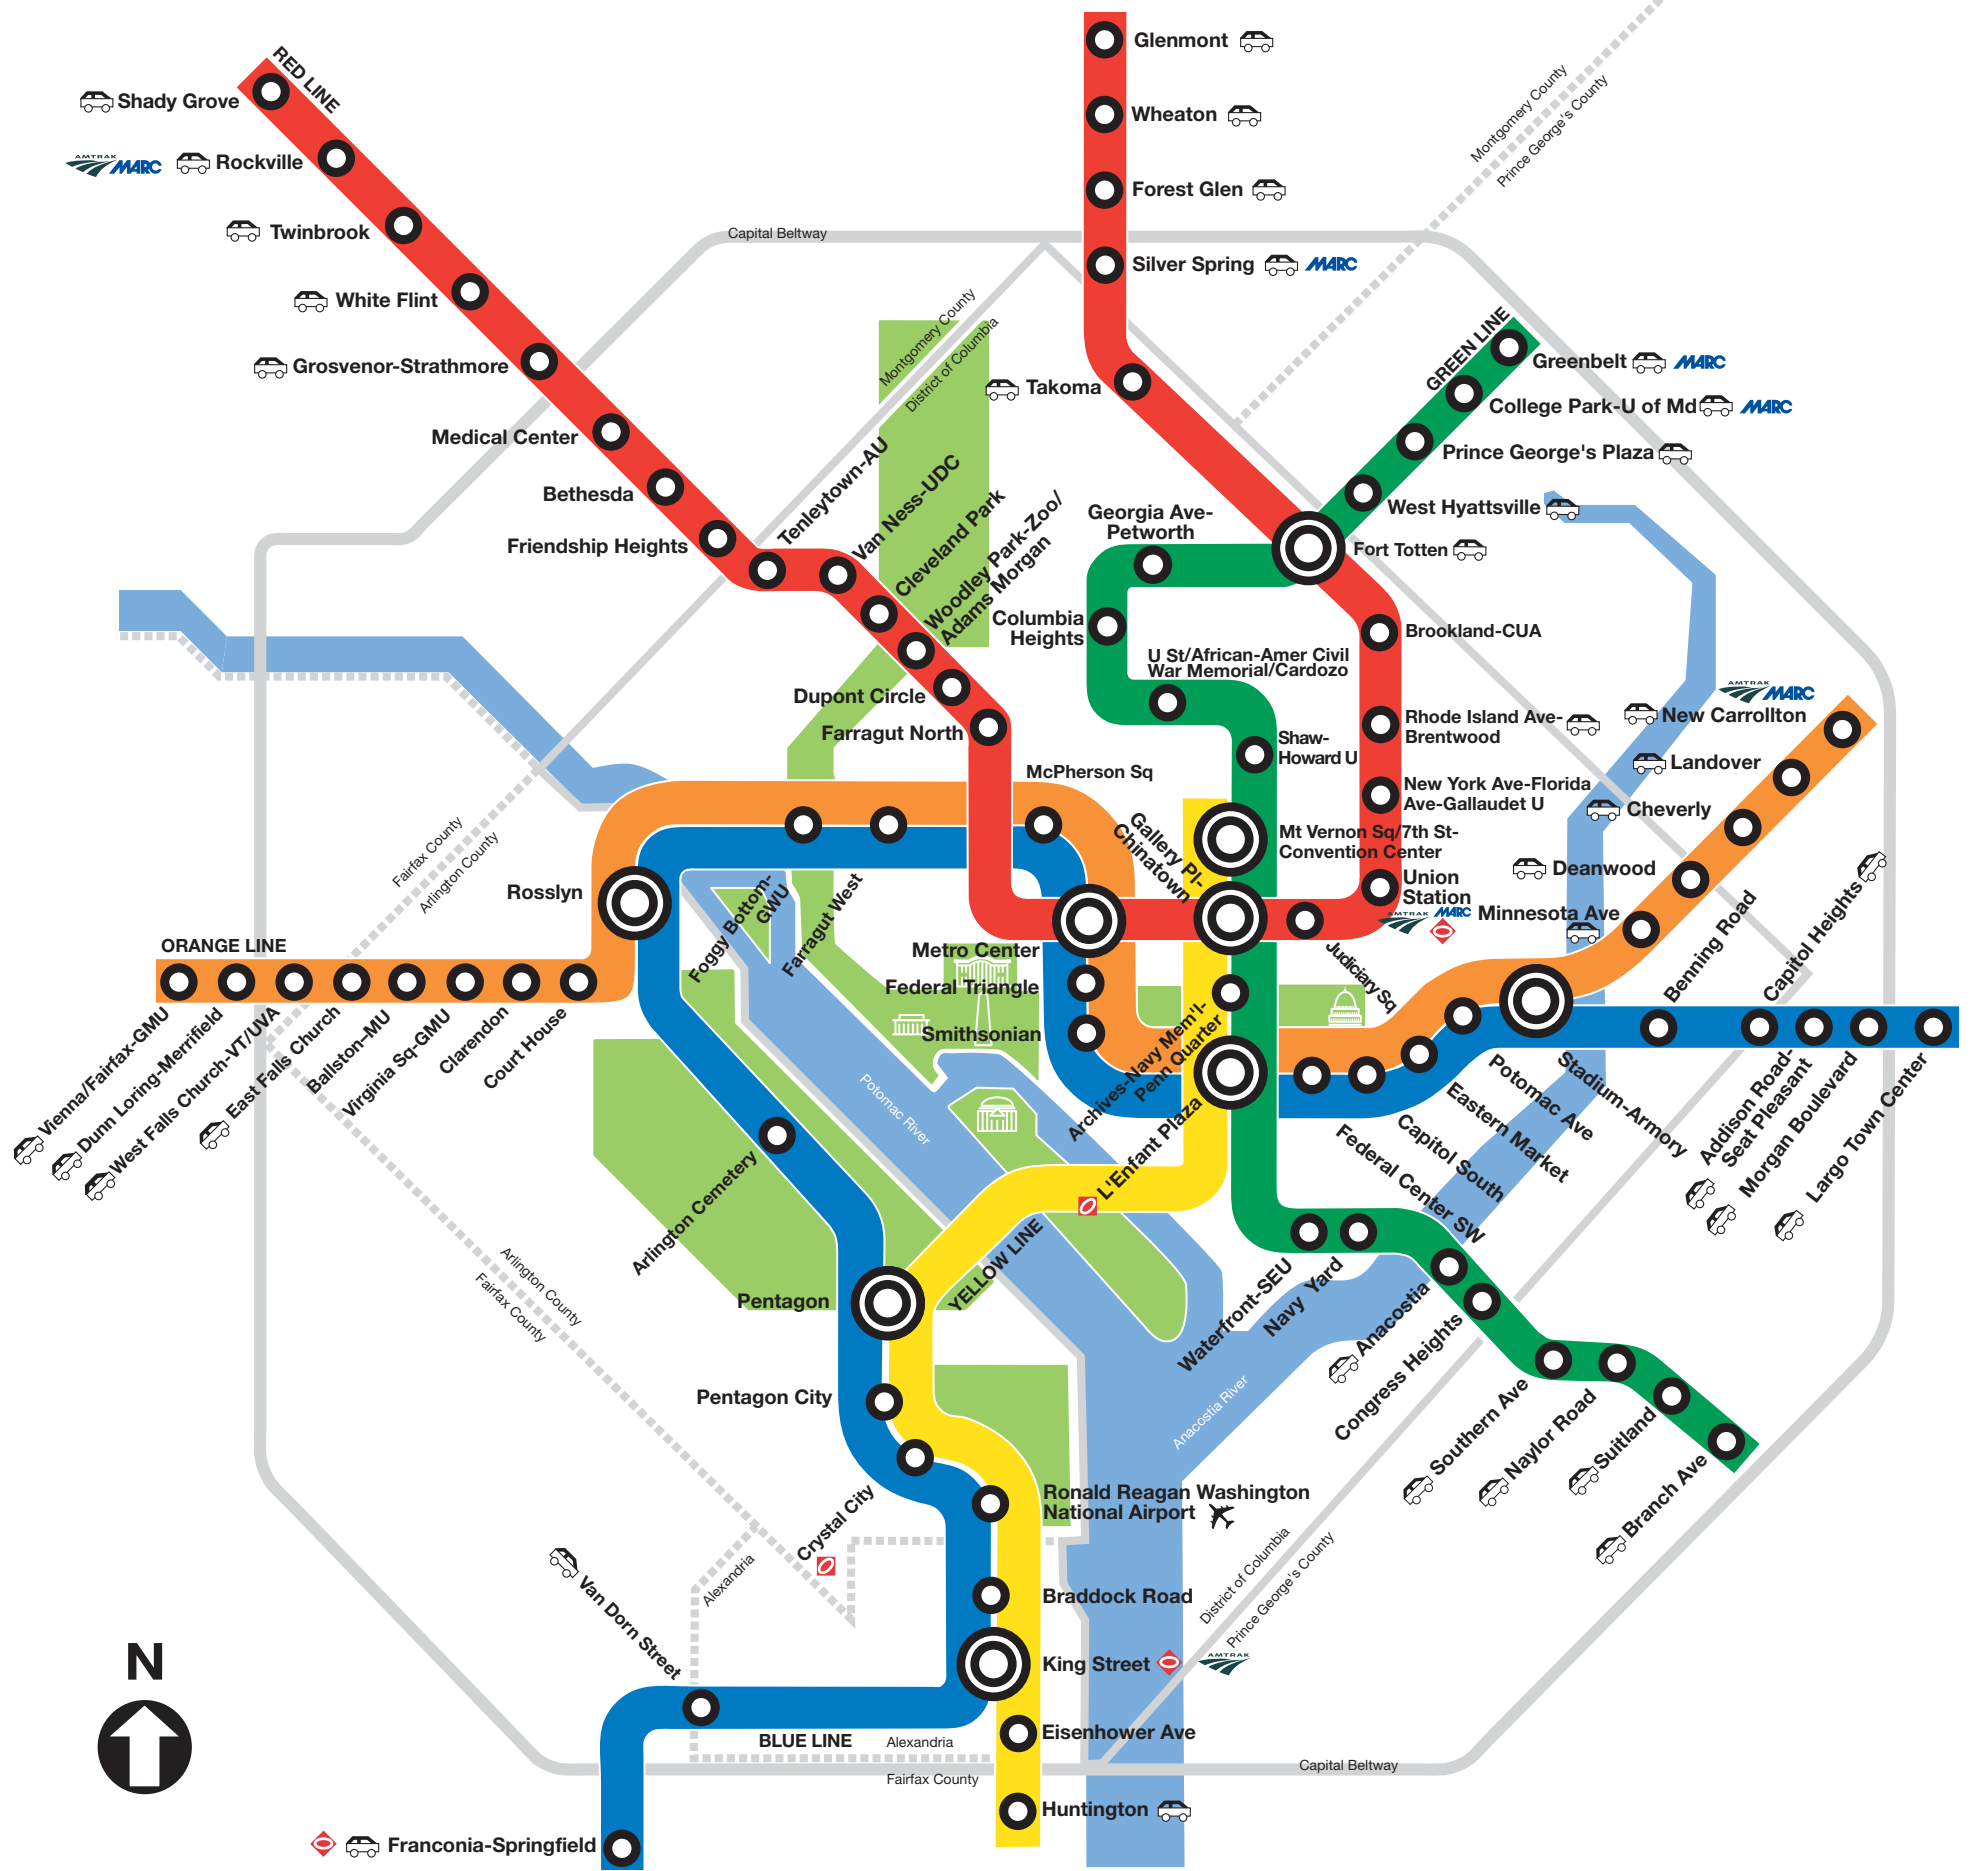 Glenmont
RED LINE
Shady Grove
Wheaton
AMTRAK
MARC
Rockville
Montgomery County
Prince George's County
Forest Glen
Twinbrook
Capital Beltway
Silver Spring
MARC
White Flint
Montgomery County
District of Columbia
GREEN LINE
Greenbelt
MARC
Grosvenor-Strathmore
Takoma
College Park-U of Md
MARC
Medical Center
Prince George's Plaza
Tenleytown-AU
Van Ness-UDC
Bethesda
Cleveland Park
Woodley Park-Zoo/
Adams Morgan
West Hyattsville
Georgia Ave-
Petworth
Friendship Heights
Fort Totten
Columbia
Heights
Brookland-CUA
U St/African-Amer Civil
War Memorial/Cardozo
Dupont Circle
AMTRAK
MARC
New Carrollton
Farragut North
Rhode Island Ave-
Brentwood
Shaw-
Howard U
Landover
McPherson Sq
New York Ave-Florida
Ave-Gallaudet U
Cheverly
Gallery Pl-
Chinatown
Mt Vernon Sq/7th St-
Convention Center
Fairfax County
Arlington County
Deanwood
Rosslyn
Foggy Bottom-
GWU
Farragut West
Union
Station
AMTRAK
MARC
Minnesota Ave
Benning Road
Capitol Heights
ORANGE LINE
Metro Center
Judiciary Sq
Federal Triangle
Smithsonian
Archives-Navy Mem'l-
Penn Quarter
Vienna/Fairfax-GMU
Dunn Loring-Merrifield
West Falls Church-VT/UVA
East Falls Church
Ballston-MU
Virginia Sq-GMU
Clarendon
Court House
Potomac River
L'Enfant Plaza
Federal Center SW
Capitol South
Eastern Market
Potomac Ave
Stadium-Armory
Addison Road-
Seat Pleasant
Morgan Boulevard
Largo Town Center
Arlington Cemetery
Arlington County
Fairfax County
YELLOW LINE
Pentagon
Waterfront-SEU
Navy Yard
Anacostia
Congress Heights
Pentagon City
Anacostia River
Southern Ave
Naylor Road
Suitland
Branch Ave
Crystal City
Ronald Reagan Washington
National Airport
District of Columbia
Prince George's County
Alexandria
Van Dorn Street
Braddock Road
N
King Street
AMTRAK
BLUE LINE
Alexandria
Eisenhower Ave
Fairfax County
Capital Beltway
Huntington
Franconia-Springfield